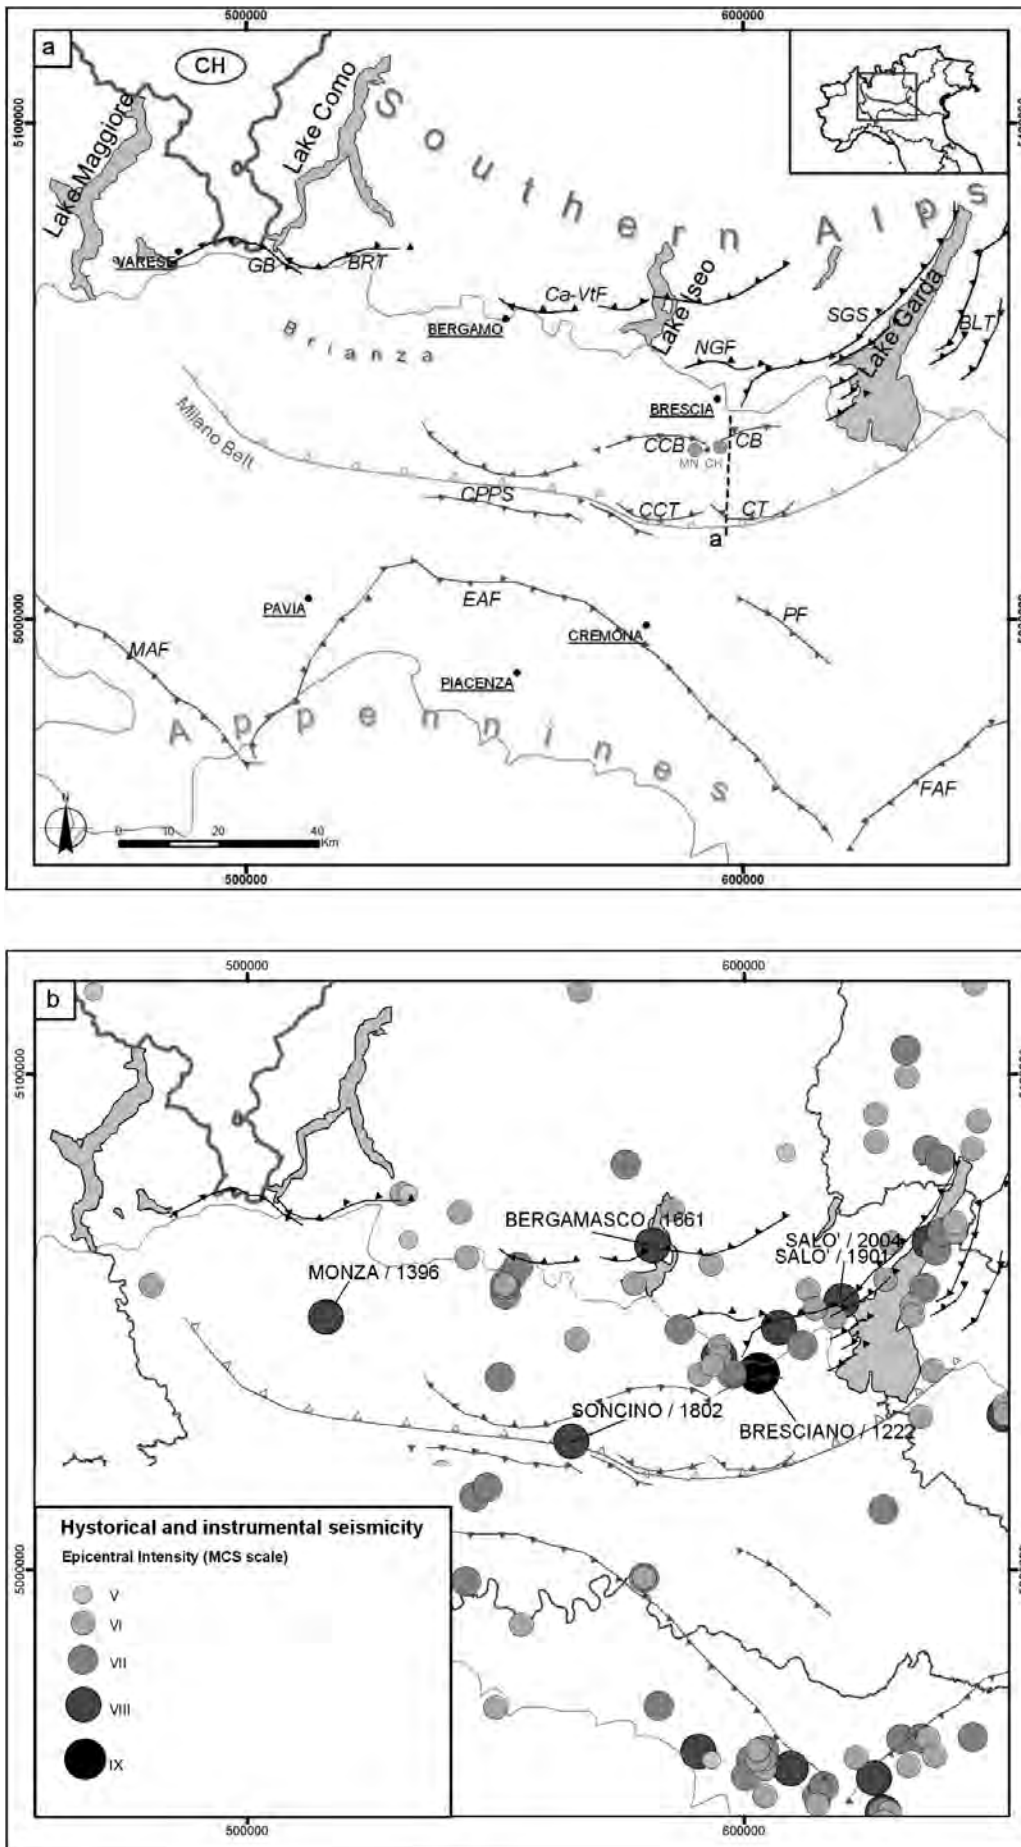 500000 600000
a
CH
Lake Maggiore
Lake Como
Southern Alps
5100000
VARESE
GB
BRT
Brianza
BERGAMO
Ca-VtF
Lake Iseo
NGF
SGS
Lake Garda
BLT
BRESCIA
Milano Belt
CCB
CB
MN CH
CPPS
CCT
CT
a
5000000
PAVIA
EAF
CREMONA
PF
MAF
PIACENZA
Appennines
FAF
N
0 10 20 40
Km
500000 600000
500000 600000
b
5100000
BERGAMASCO / 1661
SALO' / 2004
SALO' / 1901
MONZA / 1396
SONCINO / 1802
BRESCIANO / 1222
Hystorical and instrumental seismicity
Epicentral Intensity (MCS scale)
V
VI
VII
VIII
IX
5000000
500000 600000